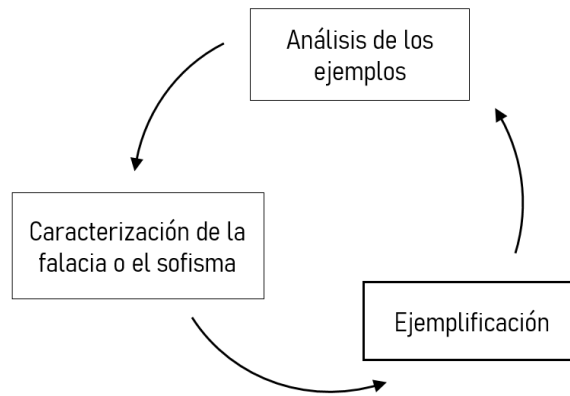 Análisis de los
ejemplos
Caracterización de la
falacia o el sofisma
Ejemplificación